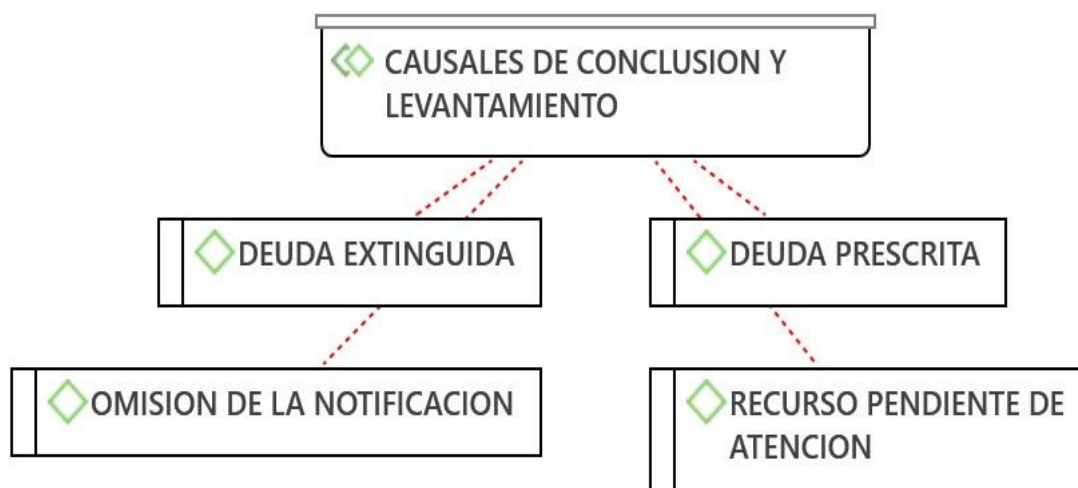 CAUSALES DE CONCLUSION Y
LEVANTAMIENTO
DEUDA EXTINGUIDA
DEUDA PRESCRITA
OMISION DE LA NOTIFICACION
RECURSO PENDIENTE DE
ATENCION